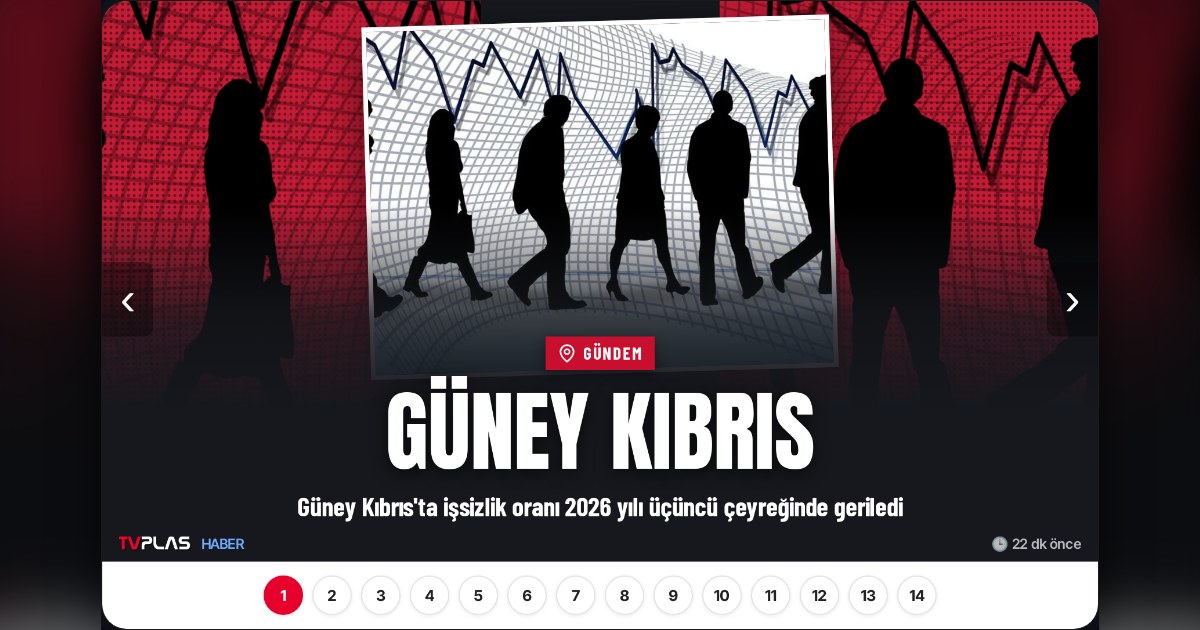 GÜNDEM
GÜNEY KIBRIS
Güney Kıbrıs'ta işsizlik oranı 2026 yılı üçüncü çeyreğinde geriledi
TVPLAS HABER
22 dk önce
1 2 3 4 5 6 7 8 9 10 11 12 13 14